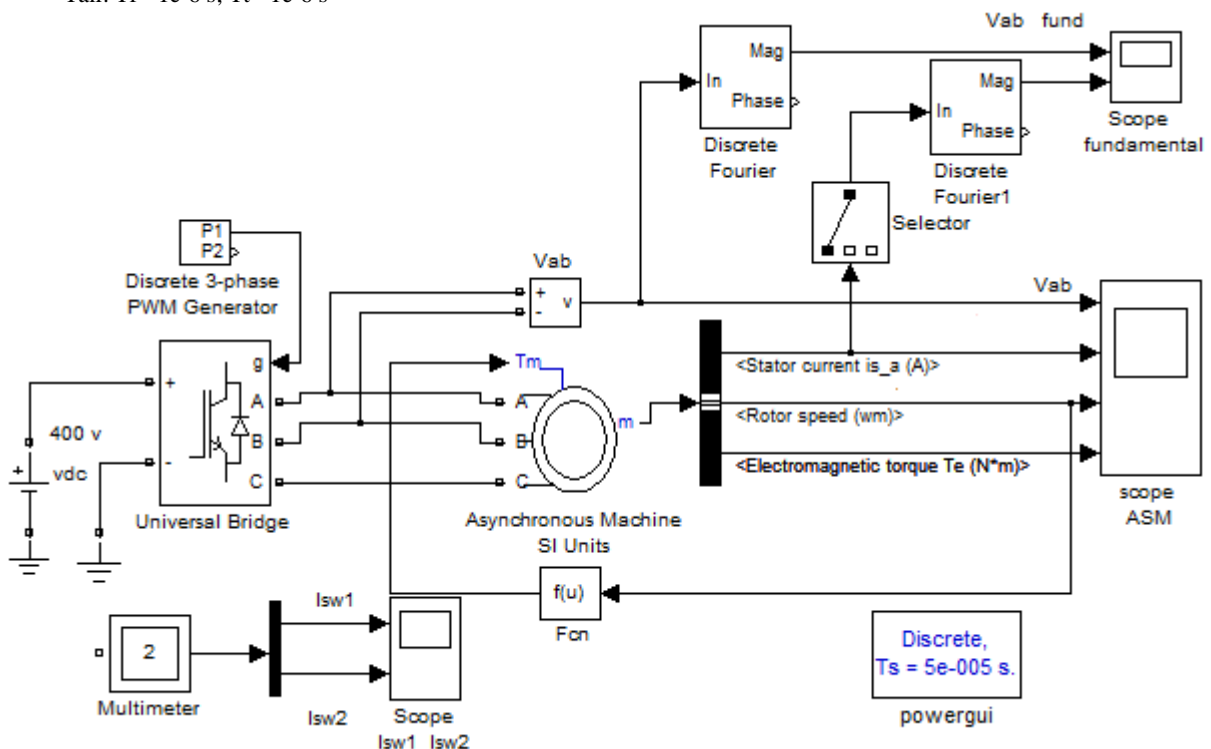 Vab fund
Mag
In
Phase
Discrete
Fourier
Mag
In
Phase
Discrete
Fourier1
Scope
fundamental
Selector
P1
P2
Discrete 3-phase
PWM Generator
Vab
+
-
v
Vab
g
+
A
B
-
C
Universal Bridge
400 v
+
vdc
Tm
A
B
C
m
Asynchronous Machine
SI Units
<Stator current is_a (A)>
<Rotor speed (wm)>
<Electromagnetic torque Te (N*m)>
scope
ASM
f(u)
Fcn
2
Multimeter
Isw1
Isw2
Scope
Isw1 Isw2
Discrete,
Ts = 5e-005 s.
powergui